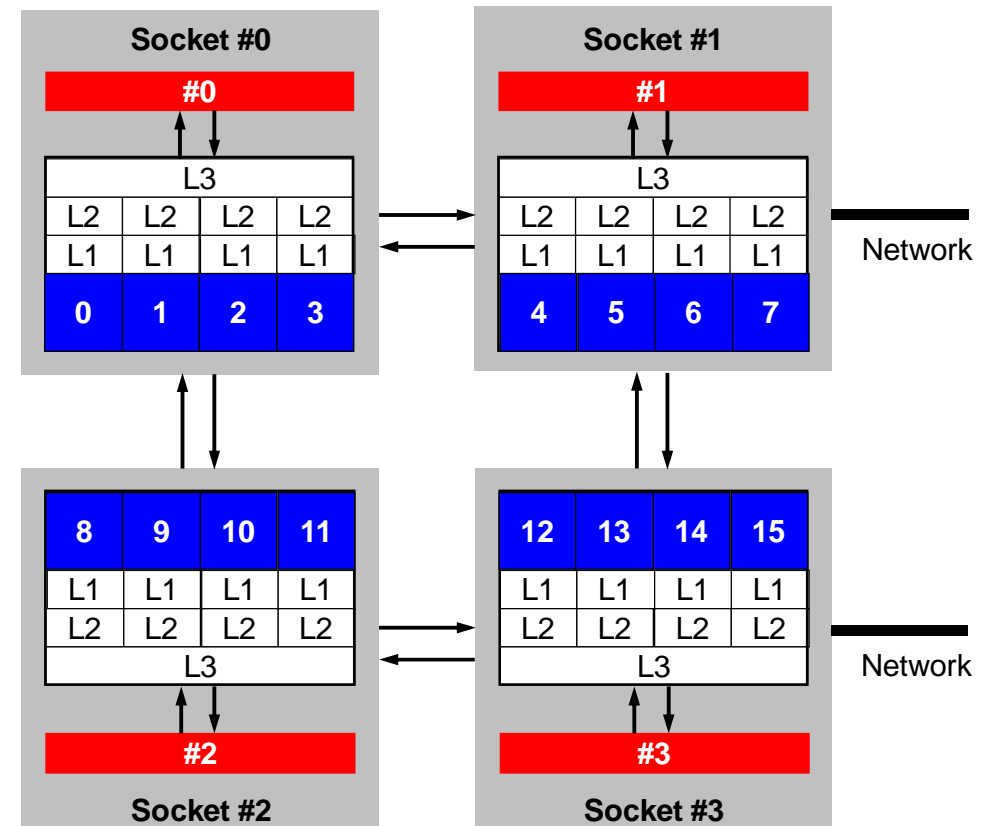 Socket #0
Socket #1
#0
#1
L3
L3
L2 L2 L2 L2
L2 L2 L2 L2
L1 L1 L1 L1
L1 L1 L1 L1
Network
0 1 2 3
4 5 6 7
8 9 10 11
12 13 14 15
L1 L1 L1 L1
L1 L1 L1 L1
L2 L2 L2 L2
L2 L2 L2 L2
L3
L3
Network
#2
#3
Socket #2
Socket #3